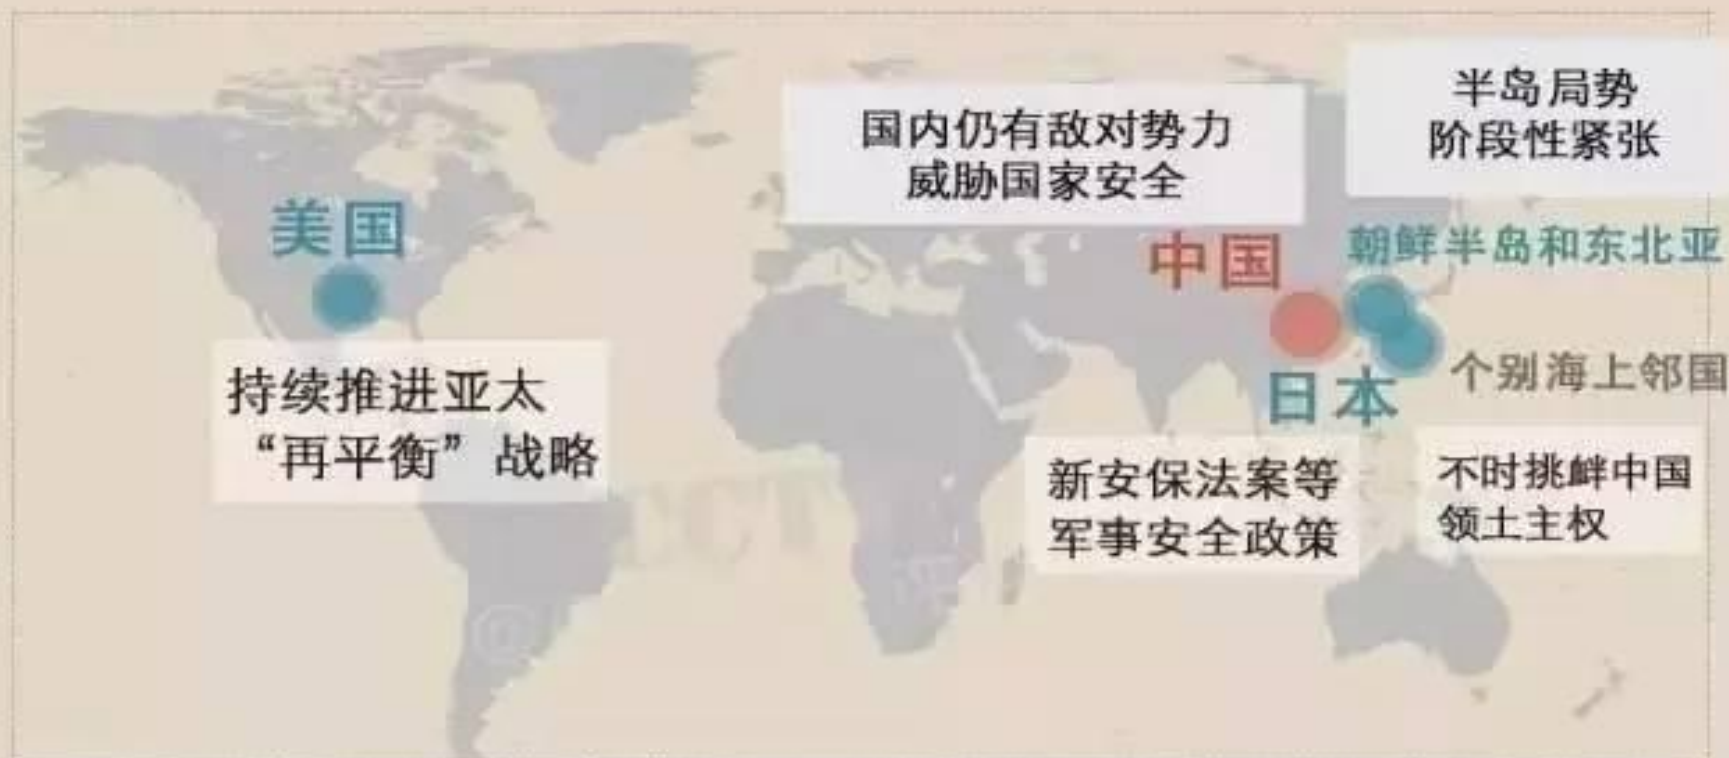 半岛局势
阶段性紧张
国内仍有敌对势力
威胁国家安全
美国
中国
朝鲜半岛和东北亚
持续推进亚太
“再平衡”战略
日本
个别海上邻国
新安保法案等
军事安全政策
不时挑衅中国
领土主权